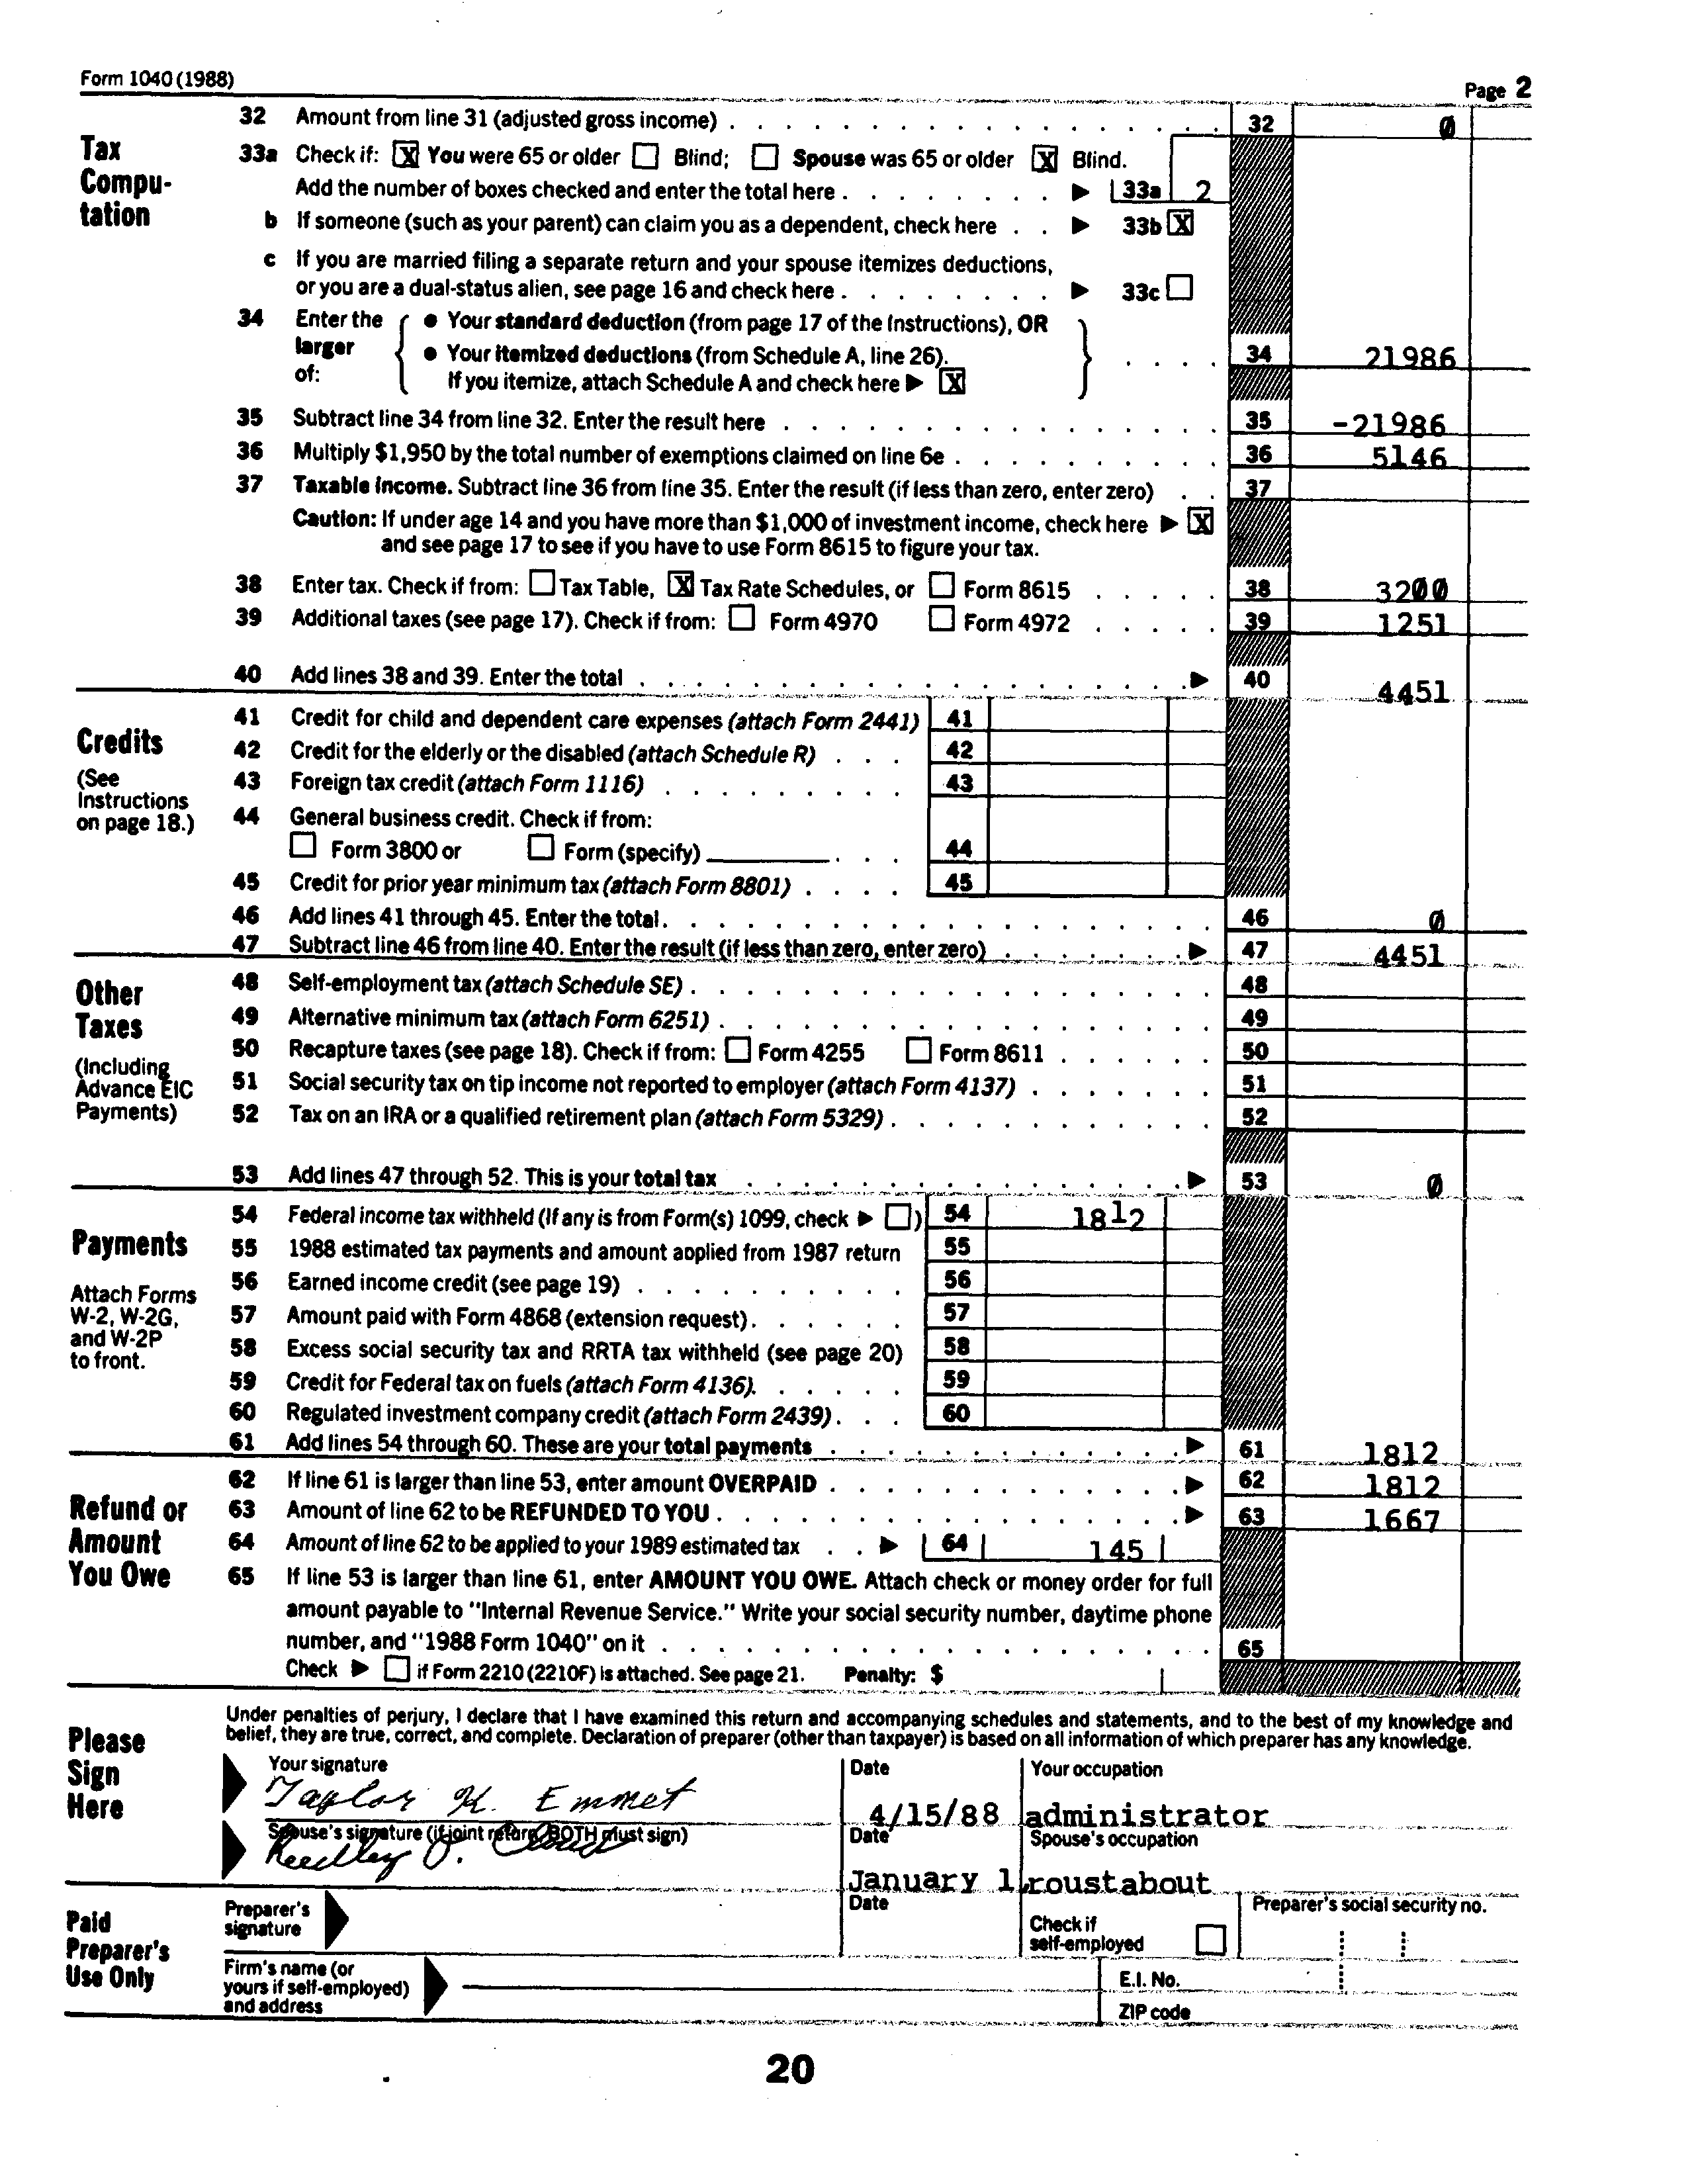 Form 1040 (1988) Page 2
Tax Computation
32 Amount from line 31 (adjusted gross income) 32 0
33a Check if: [X] You were 65 or older [ ] Blind; [ ] Spouse was 65 or older [X] Blind.
Add the number of boxes checked and enter the total here ▶ 33a 2
b If someone (such as your parent) can claim you as a dependent, check here ▶ 33b [X]
c If you are married filing a separate return and your spouse itemizes deductions,
or you are a dual-status alien, see page 16 and check here ▶ 33c [ ]
34 Enter the larger of: { ● Your standard deduction (from page 17 of the Instructions), OR
● Your itemized deductions (from Schedule A, line 26). } 34 21986
If you itemize, attach Schedule A and check here ▶ [X]
35 Subtract line 34 from line 32. Enter the result here 35 -21986
36 Multiply $1,950 by the total number of exemptions claimed on line 6e 36 5146
37 Taxable income. Subtract line 36 from line 35. Enter the result (if less than zero, enter zero) 37
Caution: If under age 14 and you have more than $1,000 of investment income, check here ▶ [X]
and see page 17 to see if you have to use Form 8615 to figure your tax.
38 Enter tax. Check if from: [ ] Tax Table, [X] Tax Rate Schedules, or [ ] Form 8615 38 3200
39 Additional taxes (see page 17). Check if from: [ ] Form 4970 [ ] Form 4972 39 1251
40 Add lines 38 and 39. Enter the total ▶ 40 4451
Credits
(See Instructions on page 18.)
41 Credit for child and dependent care expenses (attach Form 2441) 41
42 Credit for the elderly or the disabled (attach Schedule R) 42
43 Foreign tax credit (attach Form 1116) 43
44 General business credit. Check if from:
[ ] Form 3800 or [ ] Form (specify) 44
45 Credit for prior year minimum tax (attach Form 8801) 45
46 Add lines 41 through 45. Enter the total 46 0
47 Subtract line 46 from line 40. Enter the result (if less than zero, enter zero) ▶ 47 4451
Other Taxes
(Including Advance EIC Payments)
48 Self-employment tax (attach Schedule SE) 48
49 Alternative minimum tax (attach Form 6251) 49
50 Recapture taxes (see page 18). Check if from: [ ] Form 4255 [ ] Form 8611 50
51 Social security tax on tip income not reported to employer (attach Form 4137) 51
52 Tax on an IRA or a qualified retirement plan (attach Form 5329) 52
53 Add lines 47 through 52. This is your total tax ▶ 53 0
Payments
Attach Forms W-2, W-2G, and W-2P to front.
54 Federal income tax withheld (If any is from Form(s) 1099, check ▶ [ ]) 54 1812
55 1988 estimated tax payments and amount applied from 1987 return 55
56 Earned income credit (see page 19) 56
57 Amount paid with Form 4868 (extension request) 57
58 Excess social security tax and RRTA tax withheld (see page 20) 58
59 Credit for Federal tax on fuels (attach Form 4136) 59
60 Regulated investment company credit (attach Form 2439) 60
61 Add lines 54 through 60. These are your total payments ▶ 61 1812
Refund or Amount You Owe
62 If line 61 is larger than line 53, enter amount OVERPAID ▶ 62 1812
63 Amount of line 62 to be REFUNDED TO YOU ▶ 63 1667
64 Amount of line 62 to be applied to your 1989 estimated tax ▶ 64 145
65 If line 53 is larger than line 61, enter AMOUNT YOU OWE. Attach check or money order for full
amount payable to "Internal Revenue Service." Write your social security number, daytime phone
number, and "1988 Form 1040" on it 65
Check ▶ [ ] if Form 2210 (2210F) is attached. See page 21. Penalty: $
Please Sign Here
Under penalties of perjury, I declare that I have examined this return and accompanying schedules and statements, and to the best of my knowledge and
belief, they are true, correct, and complete. Declaration of preparer (other than taxpayer) is based on all information of which preparer has any knowledge.
Your signature Date Your occupation
Taylor K. Emmet 4/15/88 administrator
Spouse's signature (if joint return, BOTH must sign) Date Spouse's occupation
Reedley J. January 1 roustabout
Paid Preparer's Use Only
Preparer's signature Date Check if self-employed [ ] Preparer's social security no.
Firm's name (or yours if self-employed) and address E.I. No.
ZIP code
20